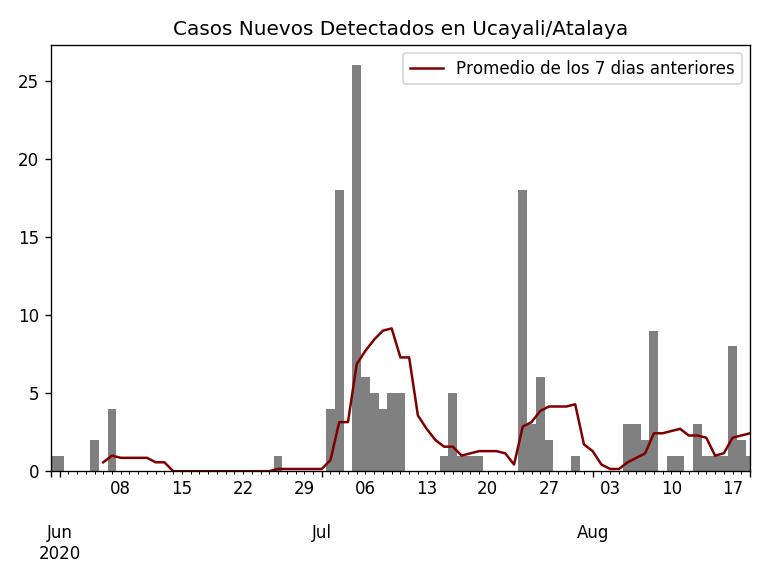 Casos Nuevos Detectados en Ucayali/Atalaya
Promedio de los 7 dias anteriores
25
20
15
10
5
0
08 15 22 29 06 13 20 27 03 10 17
Jun Jul Aug
2020